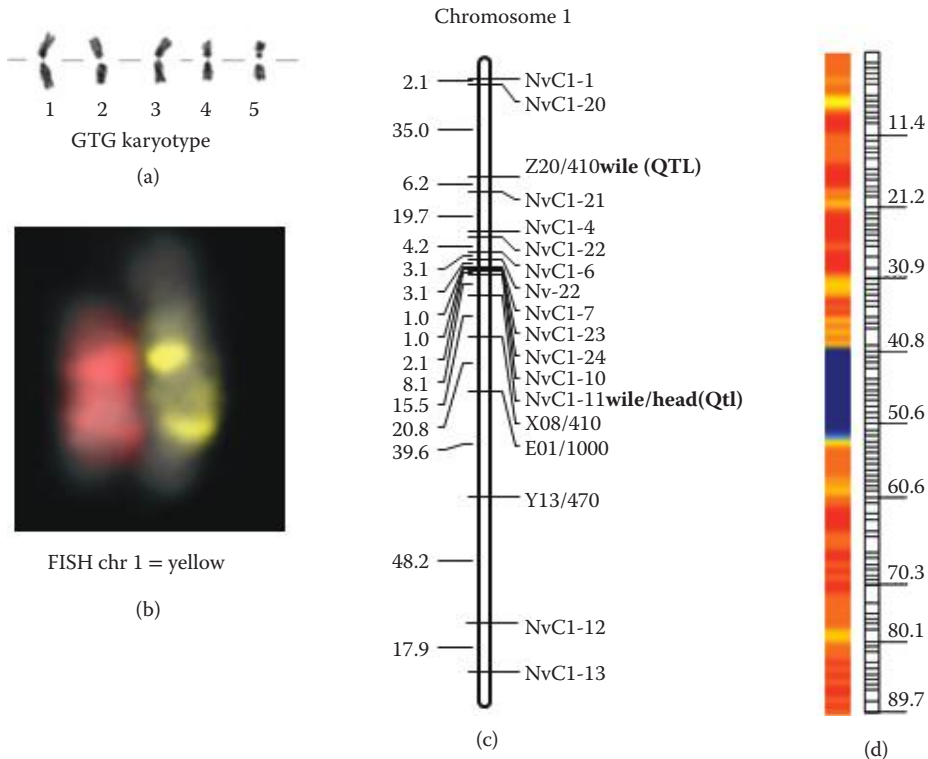 1 2 3 4 5
GTG karyotype
(a)
FISH chr 1 = yellow
(b)
Chromosome 1
2.1
35.0
6.2
19.7
4.2
3.1
3.1
1.0
1.0
2.1
8.1
15.5
20.8
39.6
48.2
17.9
NvC1-1
NvC1-20
Z20/410wile (QTL)
NvC1-21
NvC1-4
NvC1-22
NvC1-6
Nv-22
NvC1-7
NvC1-23
NvC1-24
NvC1-10
NvC1-11wile/head(Qtl)
X08/410
E01/1000
Y13/470
NvC1-12
NvC1-13
(c)
11.4
21.2
30.9
40.8
50.6
60.6
70.3
80.1
89.7
(d)